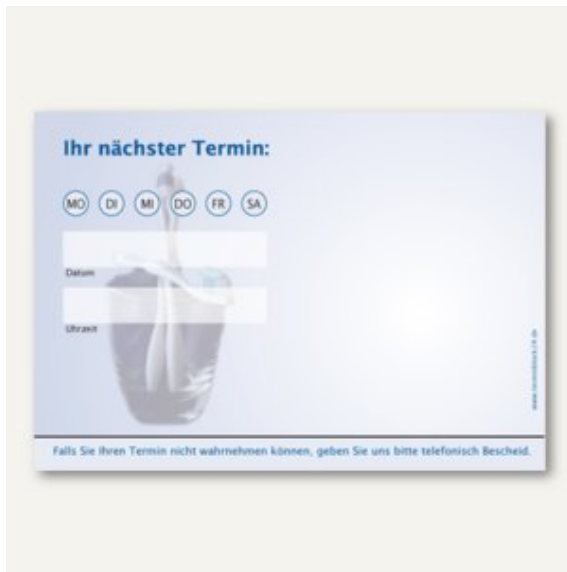 Ihr nächster Termin:
MO DI MI DO FR SA
Datum
Uhrzeit
Falls Sie Ihren Termin nicht wahrnehmen können, geben Sie uns bitte telefonisch Bescheid.